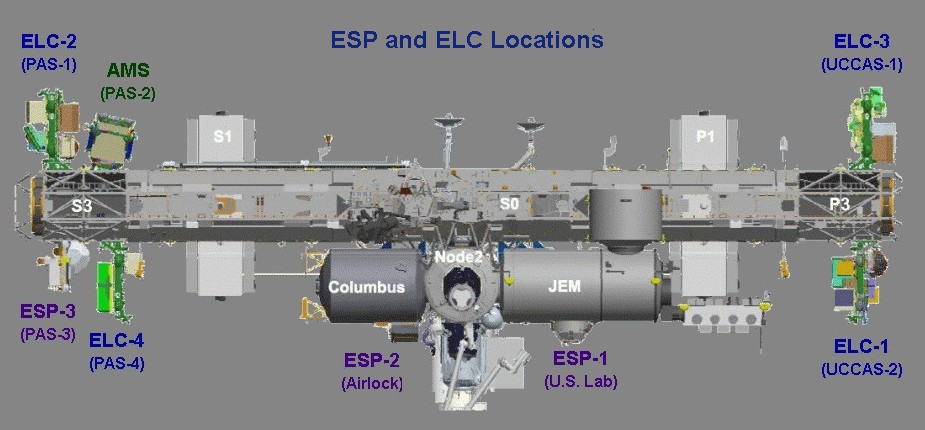 ESP and ELC Locations
ELC-2
(PAS-1)
AMS
(PAS-2)
ELC-3
(UCCAS-1)
S1
P1
S3
S0
P3
Node2
Columbus
JEM
ESP-3
(PAS-3)
ELC-4
(PAS-4)
ESP-2
(Airlock)
ESP-1
(U.S. Lab)
ELC-1
(UCCAS-2)